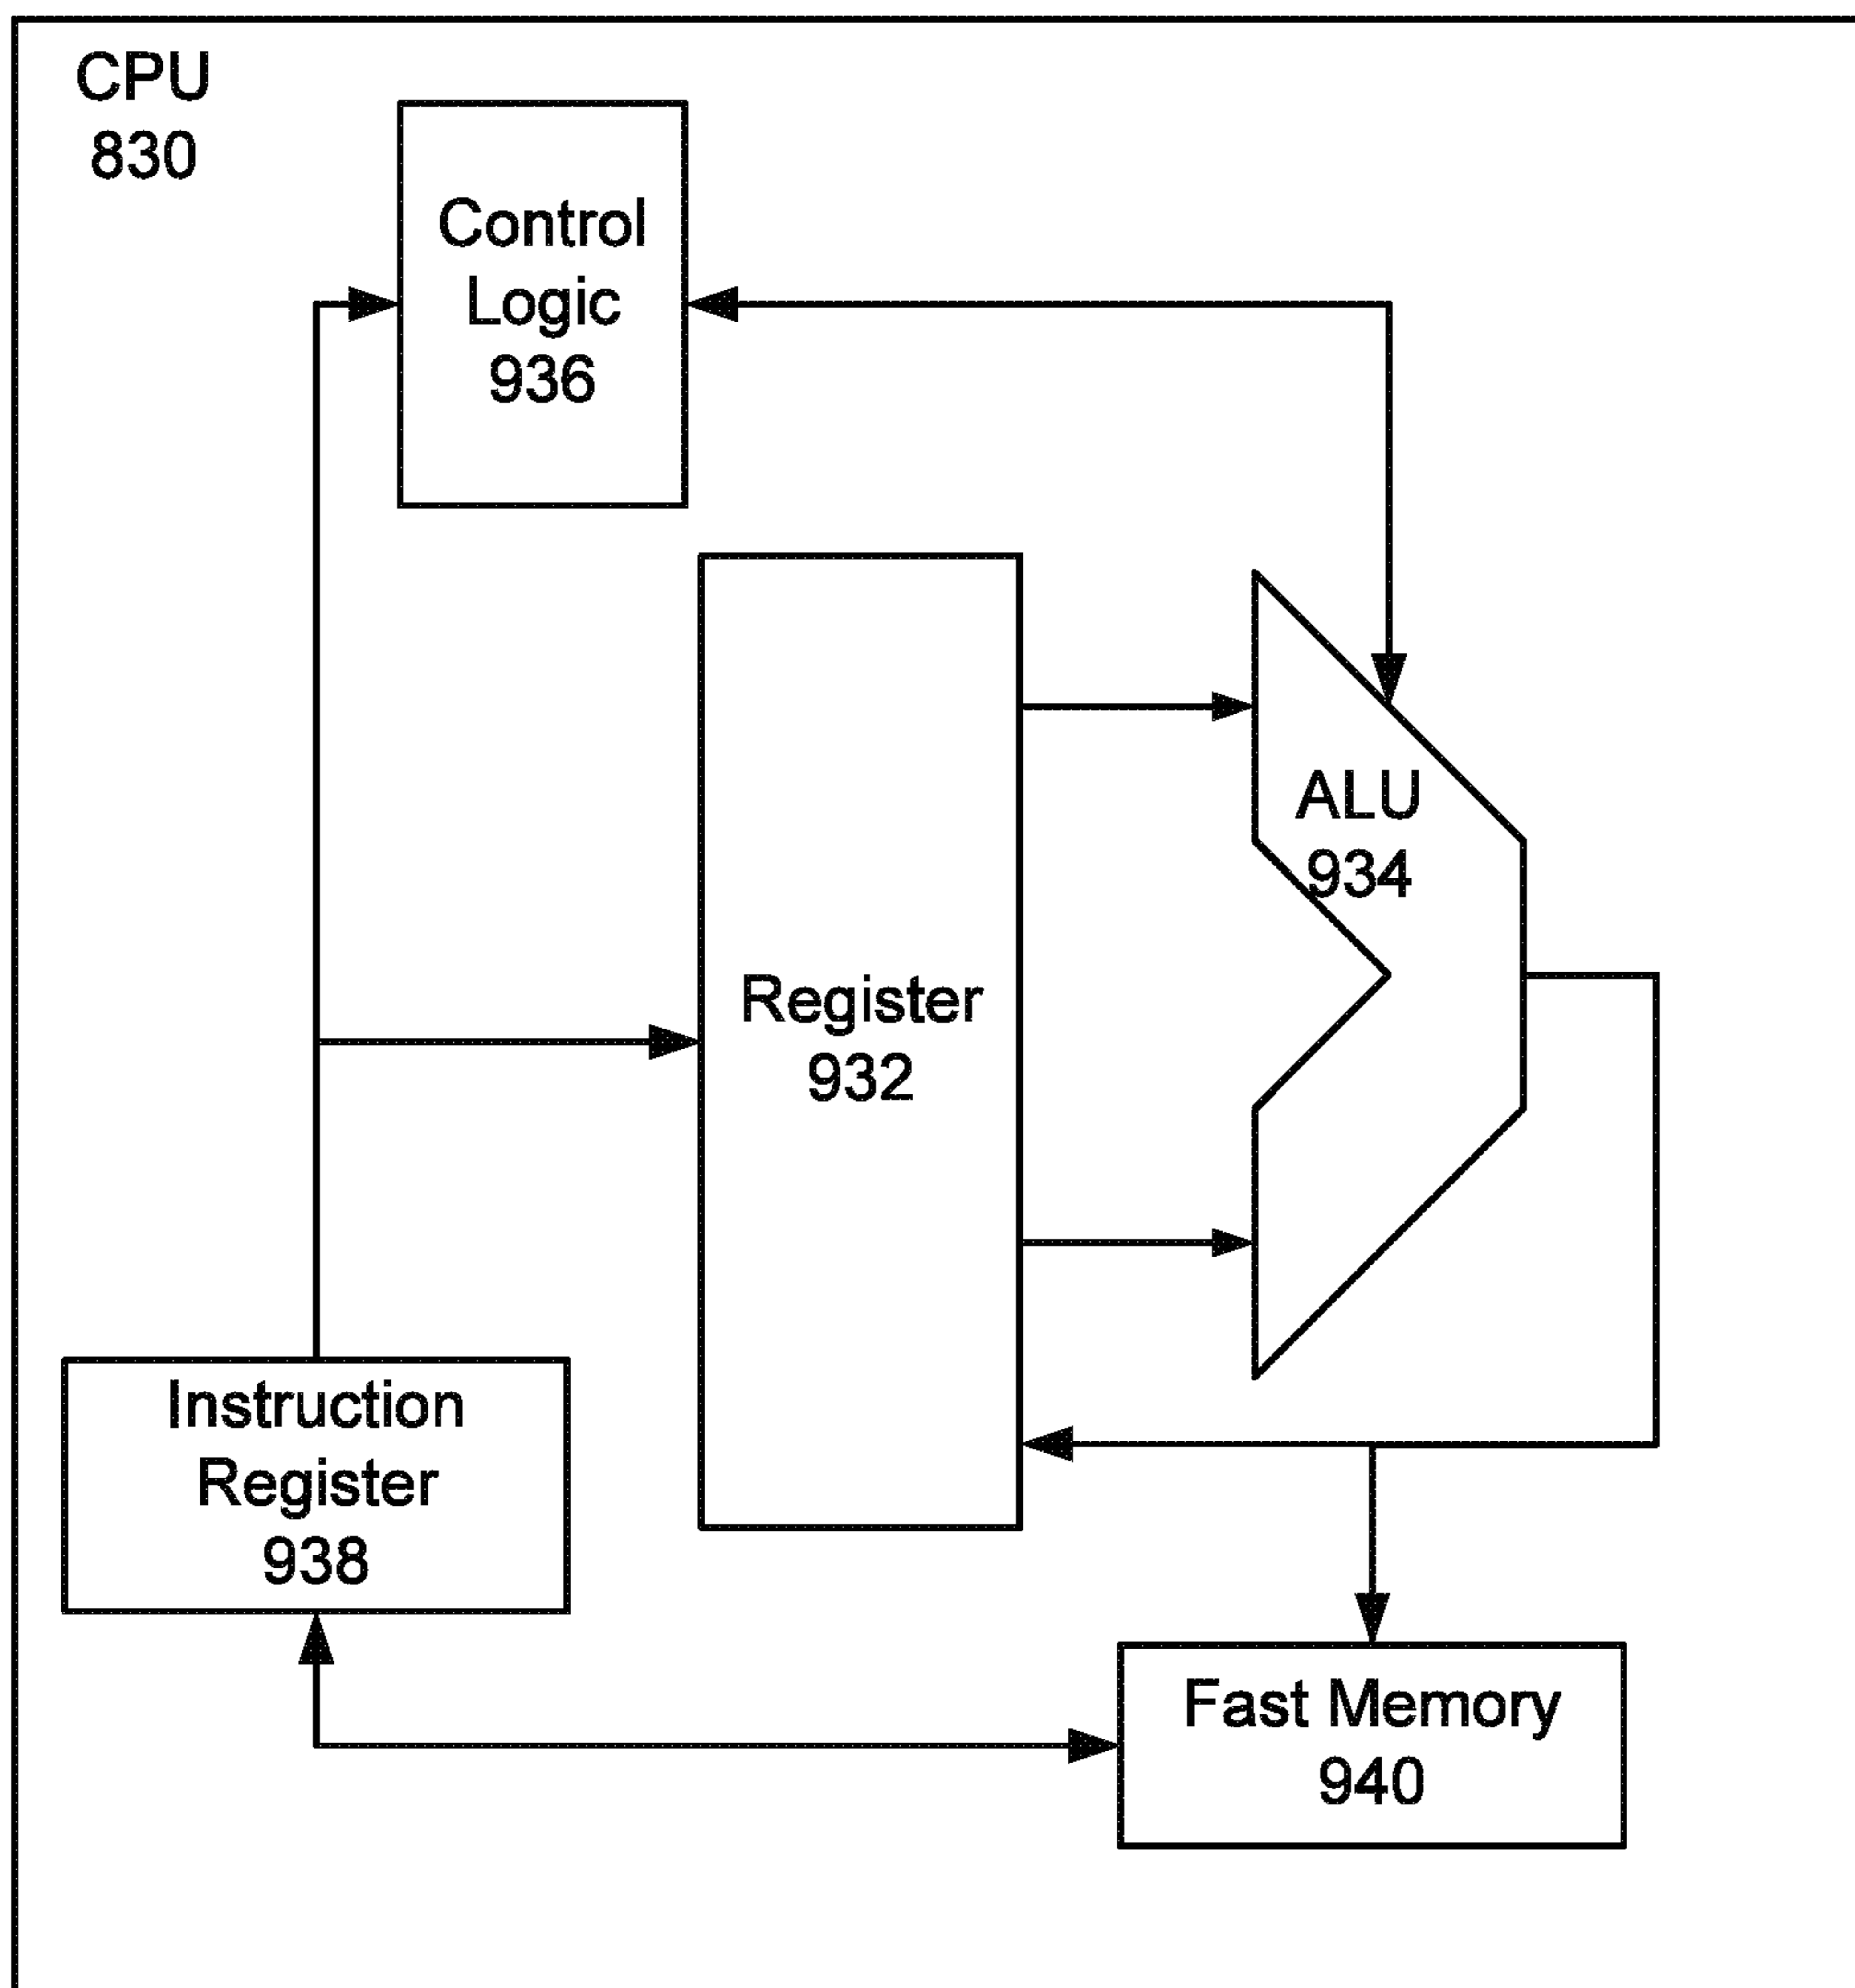 CPU
830
Control
Logic
936
ALU
934
Register
932
Instruction
Register
938
Fast Memory
940